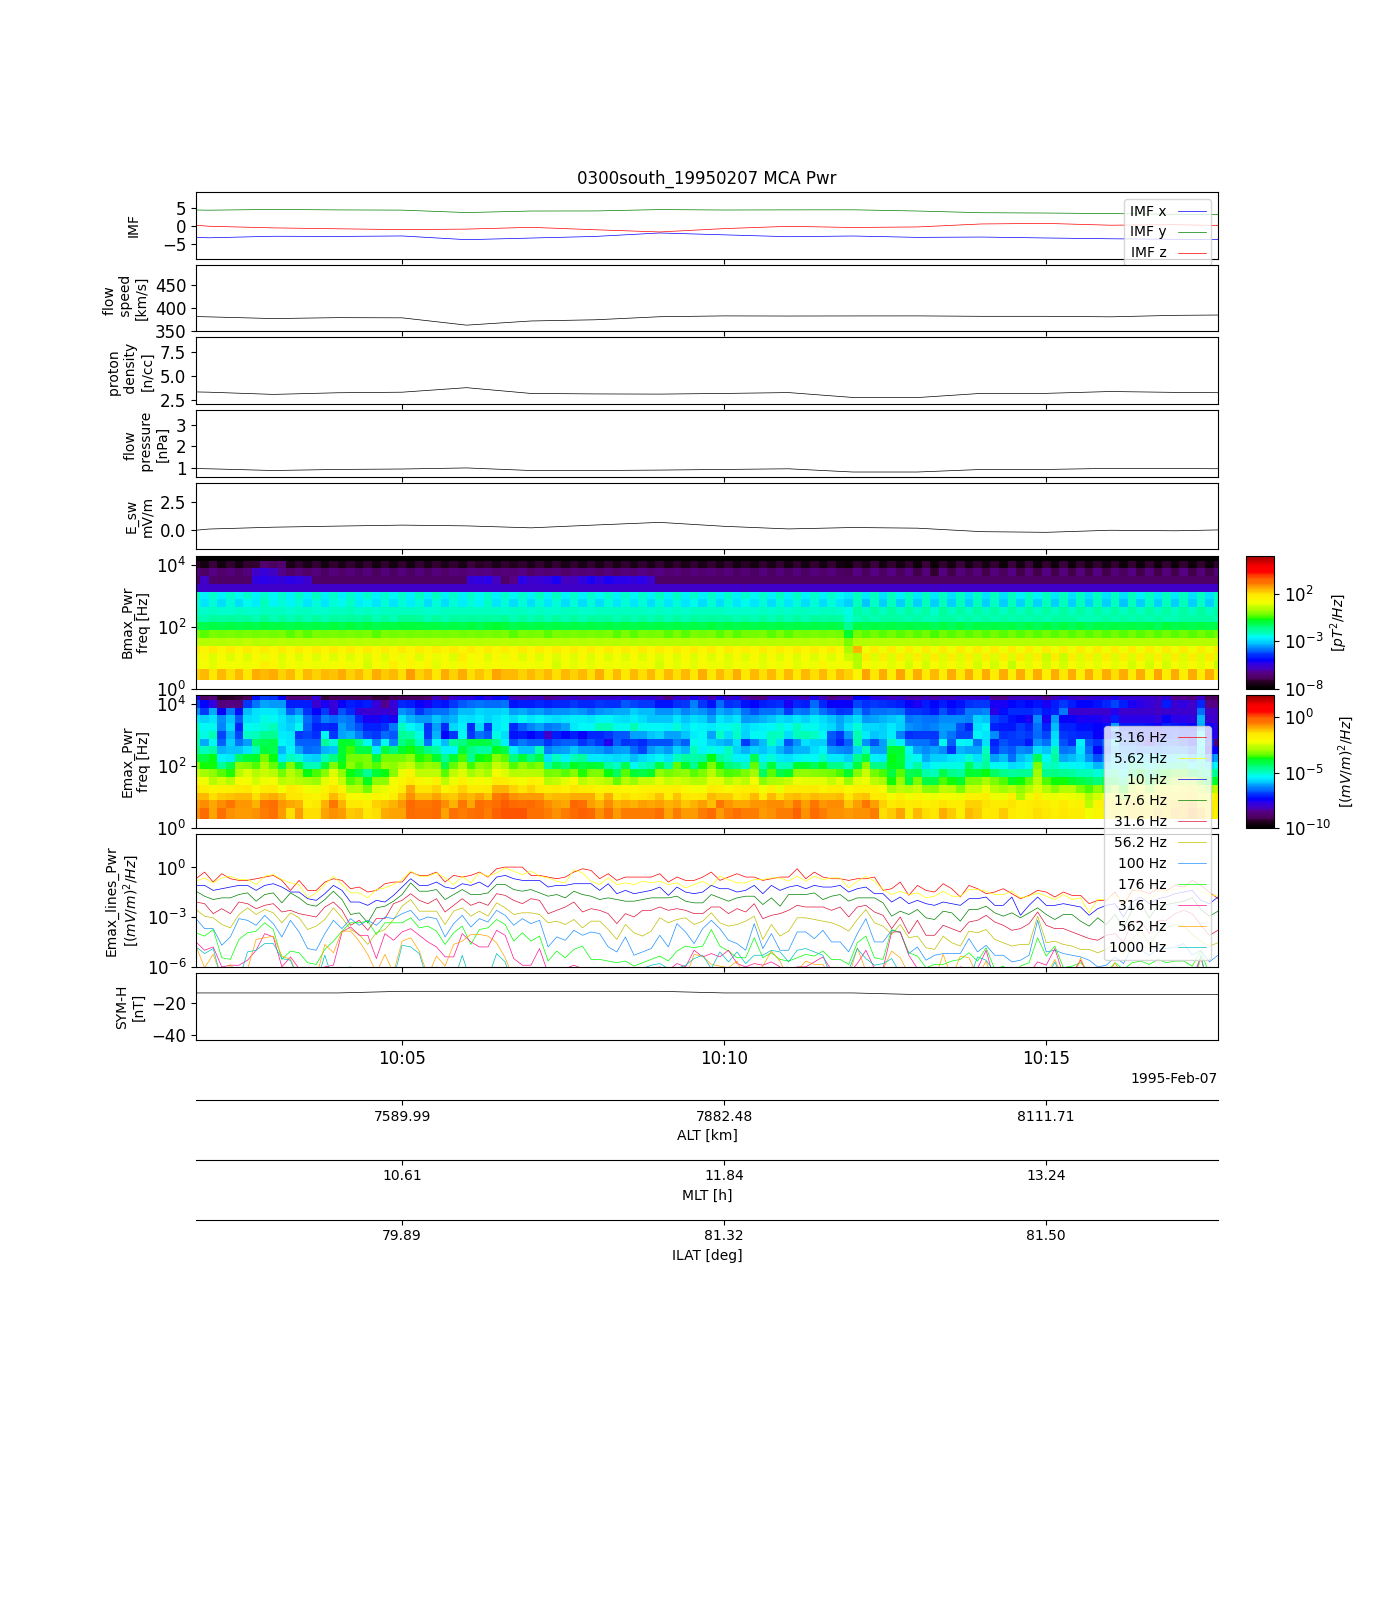 0300south_19950207 MCA Pwr
IMF
5
0
−5
IMF x
IMF y
IMF z
flow
speed
[km/s]
450
400
350
proton
density
[n/cc]
7.5
5.0
2.5
flow
pressure
[nPa]
3
2
1
E_sw
mV/m
2.5
0.0
Bmax_Pwr
freq [Hz]
10^4
10^2
10^0
10^2
10^−3
10^−8
[pT^2/Hz]
Emax_Pwr
freq [Hz]
10^4
10^2
10^0
10^0
10^−5
10^−10
[(mV/m)^2/Hz]
3.16 Hz
5.62 Hz
10 Hz
17.6 Hz
31.6 Hz
56.2 Hz
100 Hz
176 Hz
316 Hz
562 Hz
1000 Hz
Emax_lines_Pwr
[(mV/m)^2/Hz]
10^0
10^−3
10^−6
SYM-H
[nT]
−20
−40
10:05 10:10 10:15
1995-Feb-07
7589.99 7882.48 8111.71
ALT [km]
10.61 11.84 13.24
MLT [h]
79.89 81.32 81.50
ILAT [deg]